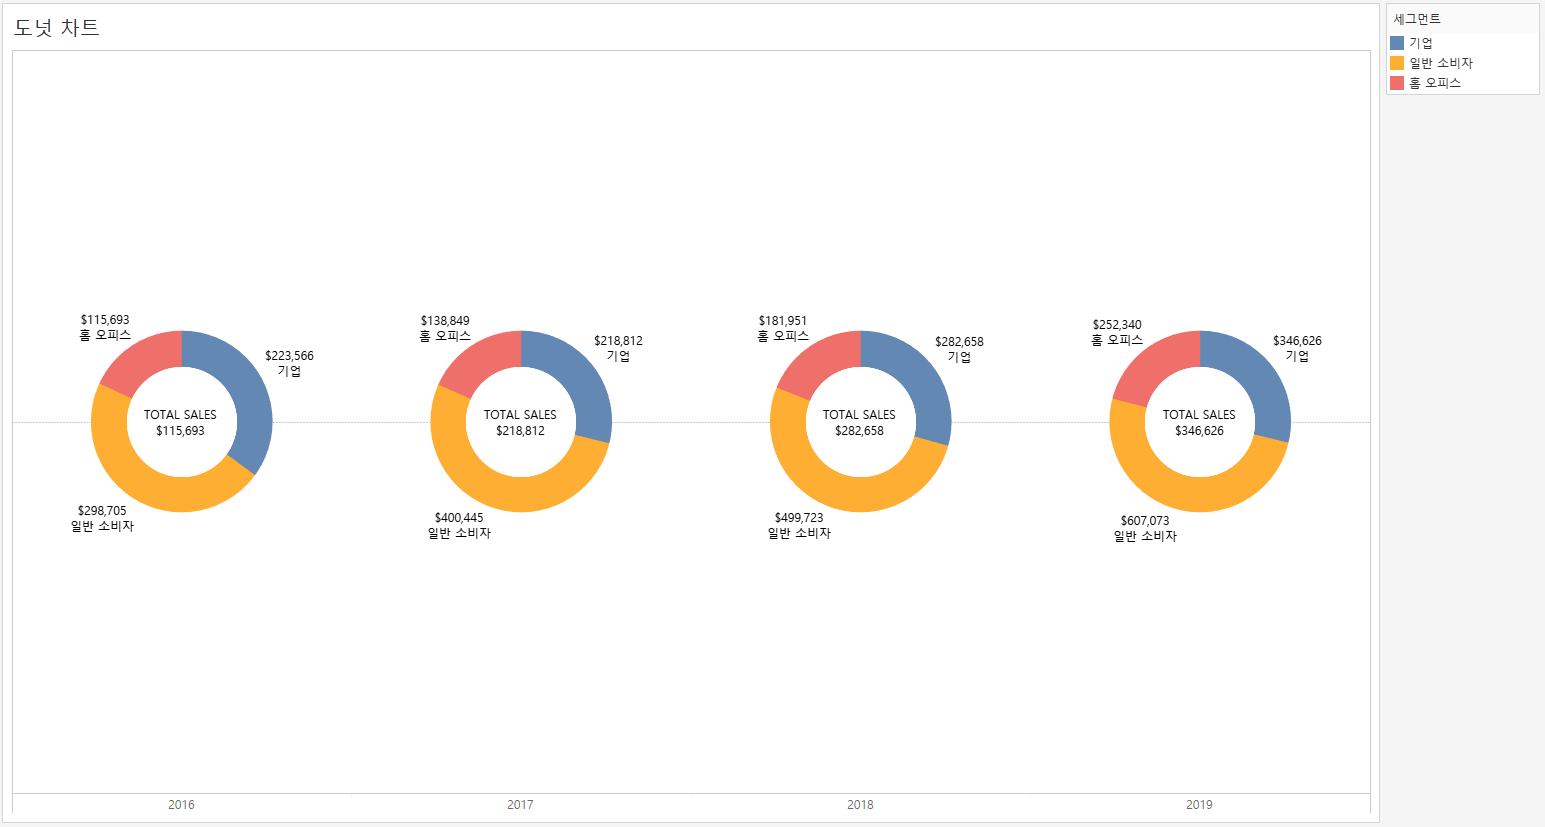 도넛 차트
세그먼트
기업
일반 소비자
홈 오피스
$115,693
홈 오피스
$223,566
기업
TOTAL SALES
$115,693
$298,705
일반 소비자
$138,849
홈 오피스
$218,812
기업
TOTAL SALES
$218,812
$400,445
일반 소비자
$181,951
홈 오피스
$282,658
기업
TOTAL SALES
$282,658
$499,723
일반 소비자
$252,340
홈 오피스
$346,626
기업
TOTAL SALES
$346,626
$607,073
일반 소비자
2016
2017
2018
2019